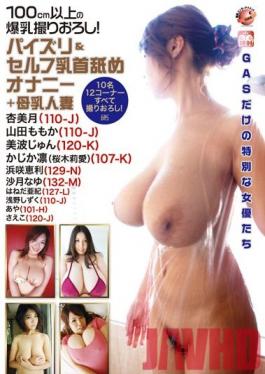 100cm以上の
爆乳撮りおろし!
パイズリ&
セルフ乳首舐め
オナニー
+母乳人妻
10名
12コーナー
すべて
撮りおろし!
杏美月(110-J)
山田ももか(110-J)
美波じゅん(120-K)
かじか凛(桜木莉愛)(107-K)
浜咲恵利(129-N)
沙月なゆ(132-M)
はねだ亜紀(127-L)
浅野しずく(110-J)
あや(101-H)
さえこ(120-J)
GASだけの特別な女優たち
JAVHD